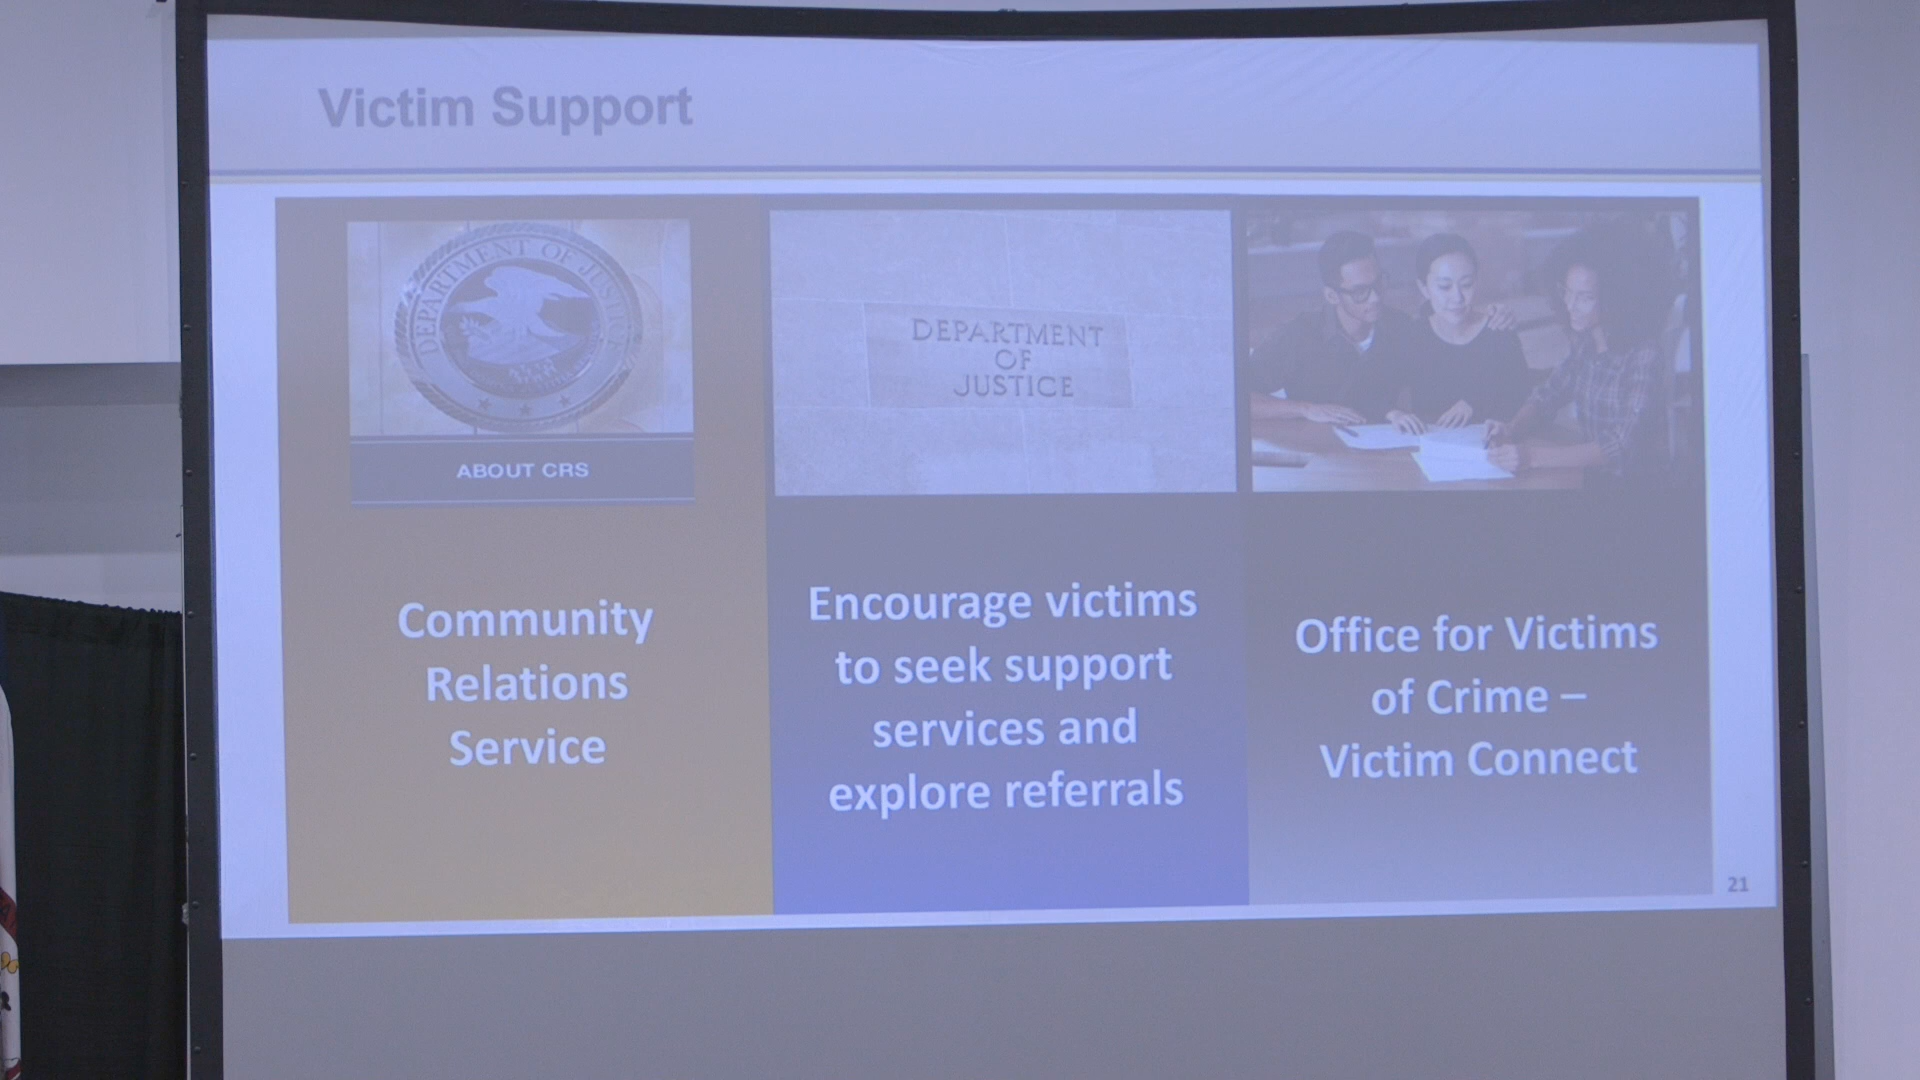 Victim Support
DEPARTMENT OF JUSTICE
ABOUT CRS
Community
Relations
Service
DEPARTMENT
OF
JUSTICE
Encourage victims
to seek support
services and
explore referrals
Office for Victims
of Crime –
Victim Connect
21